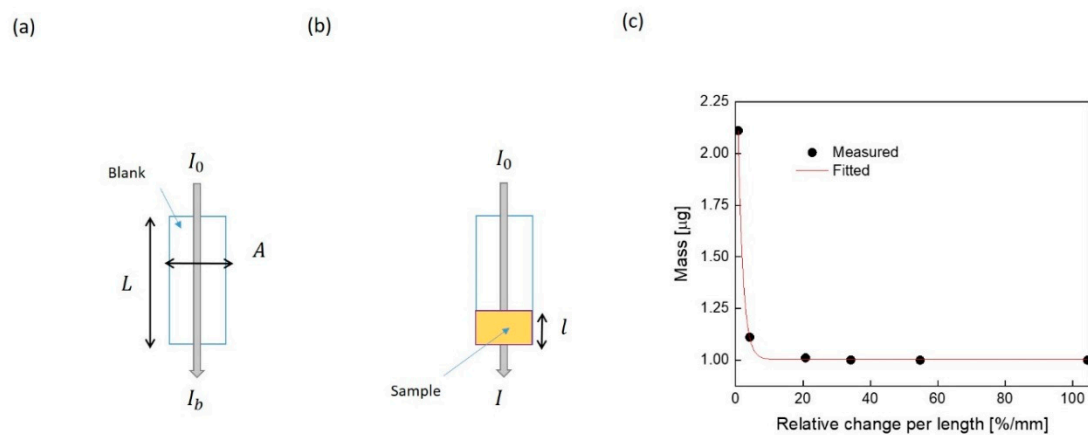 (a)
(b)
(c)
I₀
Blank
L
A
I_b
I₀
l
Sample
I
2.25
2.00
1.75
1.50
1.25
1.00
Mass [µg]
Measured
Fitted
0 20 40 60 80 100
Relative change per length [%/mm]